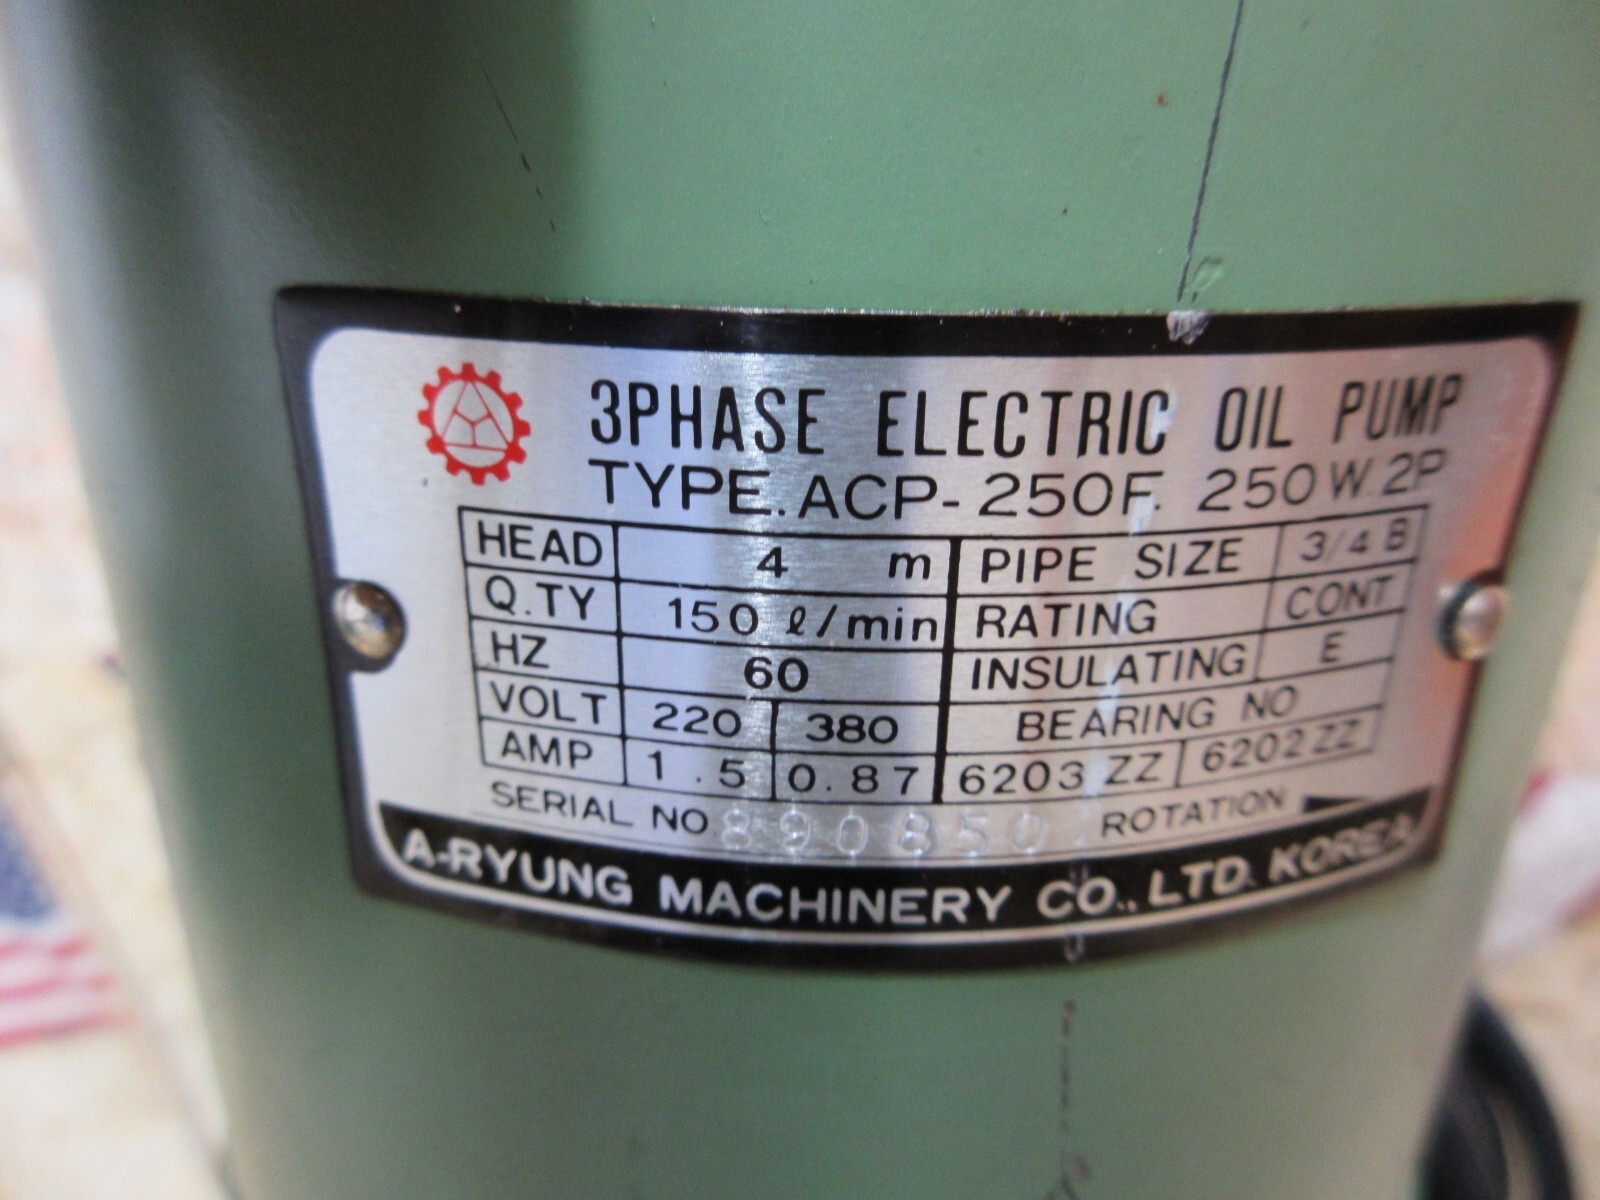 3PHASE ELECTRIC OIL PUMP
TYPE. ACP-250F. 250W. 2P
HEAD 4 m PIPE SIZE 3/4 B
Q.TY 150 ℓ/min RATING CONT
HZ 60 INSULATING E
VOLT 220 380 BEARING NO
AMP 1.5 0.87 6203 ZZ 6202 ZZ
SERIAL NO 890850 ROTATION
A-RYUNG MACHINERY CO., LTD. KOREA